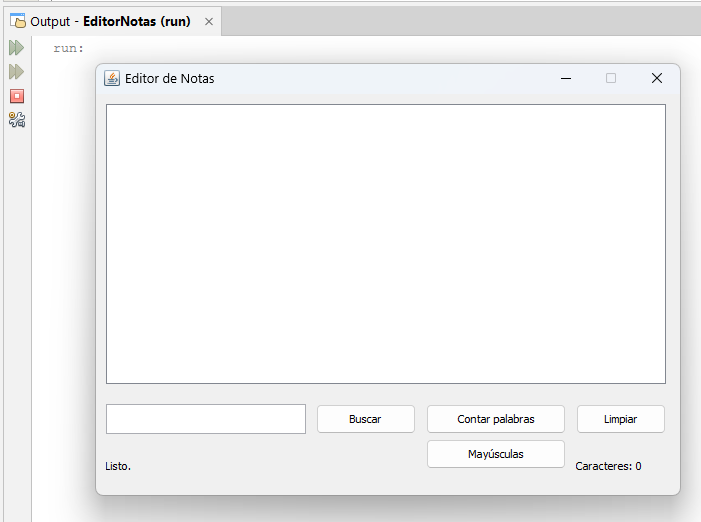 Output - EditorNotas (run)
run:
Editor de Notas
Buscar
Contar palabras
Limpiar
Mayúsculas
Listo.
Caracteres: 0